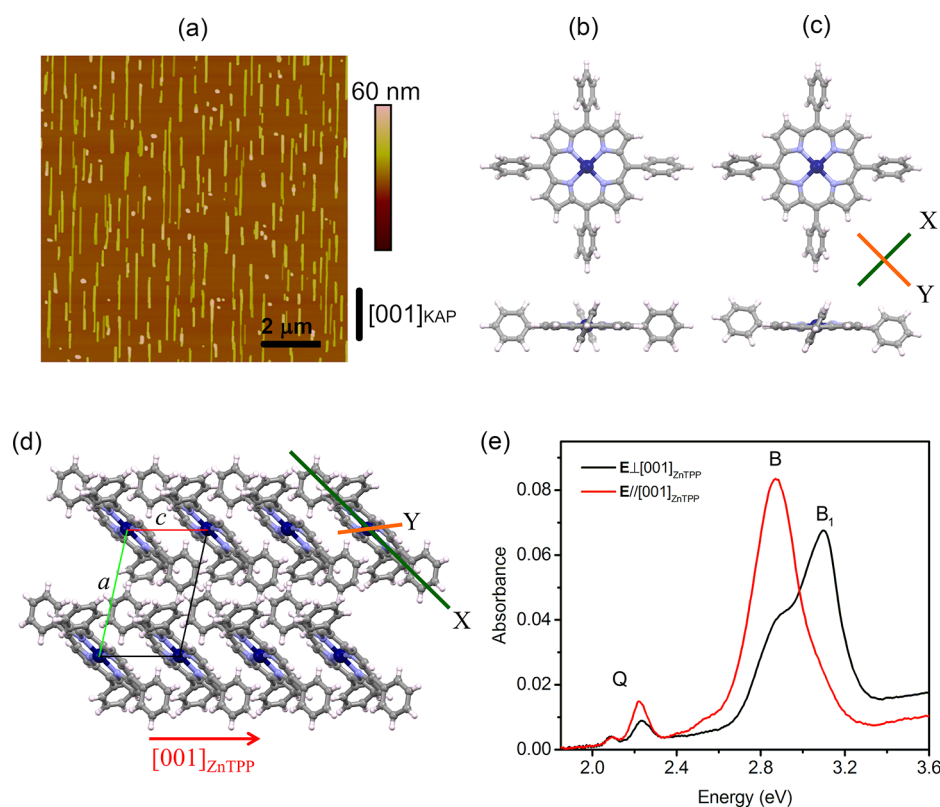 (a)
(b)
(c)
60 nm
[001]KAP
2 μm
X
Y
(d)
c
a
Y
X
[001]ZnTPP
(e)
E⊥[001]ZnTPP
E//[001]ZnTPP
B
B1
Q
Absorbance
0.08
0.06
0.04
0.02
0.00
2.0 2.4 2.8 3.2 3.6
Energy (eV)